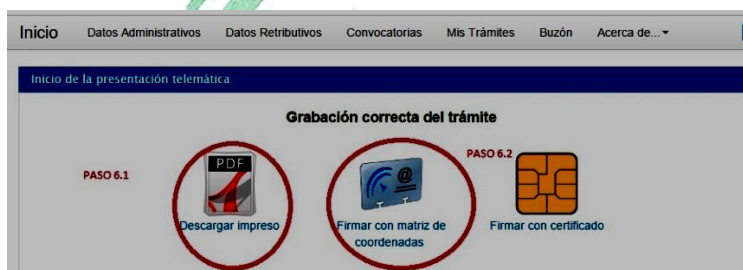 Inicio Datos Administrativos Datos Retributivos Convocatorias Mis Trámites Buzón Acerca de...
Inicio de la presentación telemática
Grabación correcta del trámite
PASO 6.1
PDF
PASO 6.2
@
Descargar impreso Firmar con matriz de Firmar con certificado
coordenadas